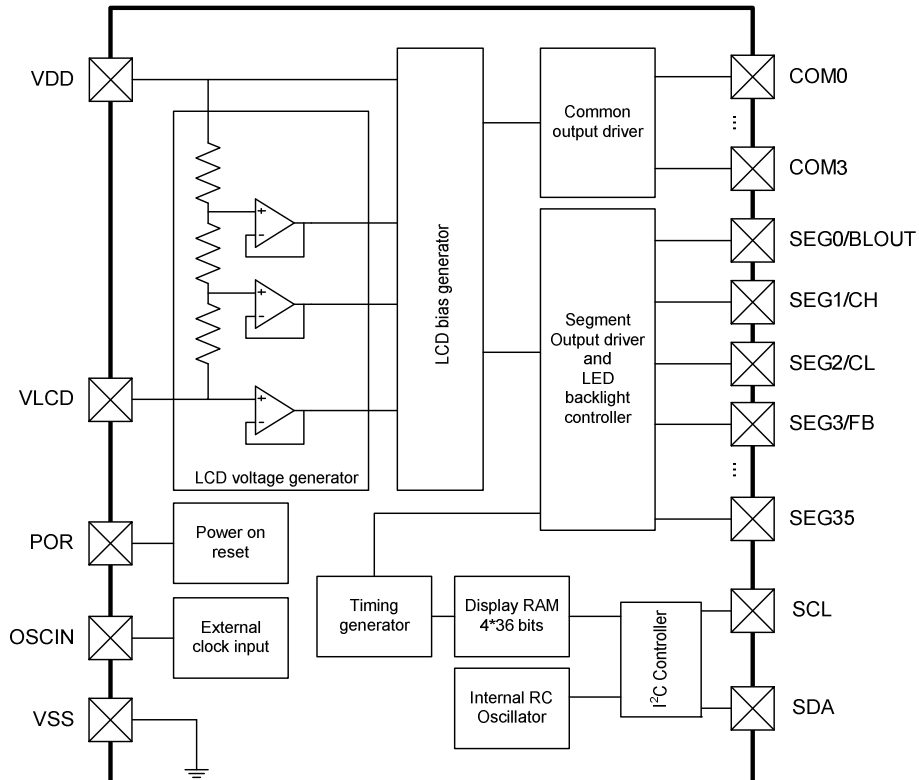 VDD
VLCD
POR
OSCIN
VSS
+
-
+
-
+
-
LCD voltage generator
Power on
reset
External
clock input
LCD bias generator
Common
output driver
Segment
Output driver
and
LED
backlight
controller
Timing
generator
Display RAM
4*36 bits
Internal RC
Oscillator
I²C Controller
COM0
...
COM3
SEG0/BLOUT
SEG1/CH
SEG2/CL
SEG3/FB
...
SEG35
SCL
SDA